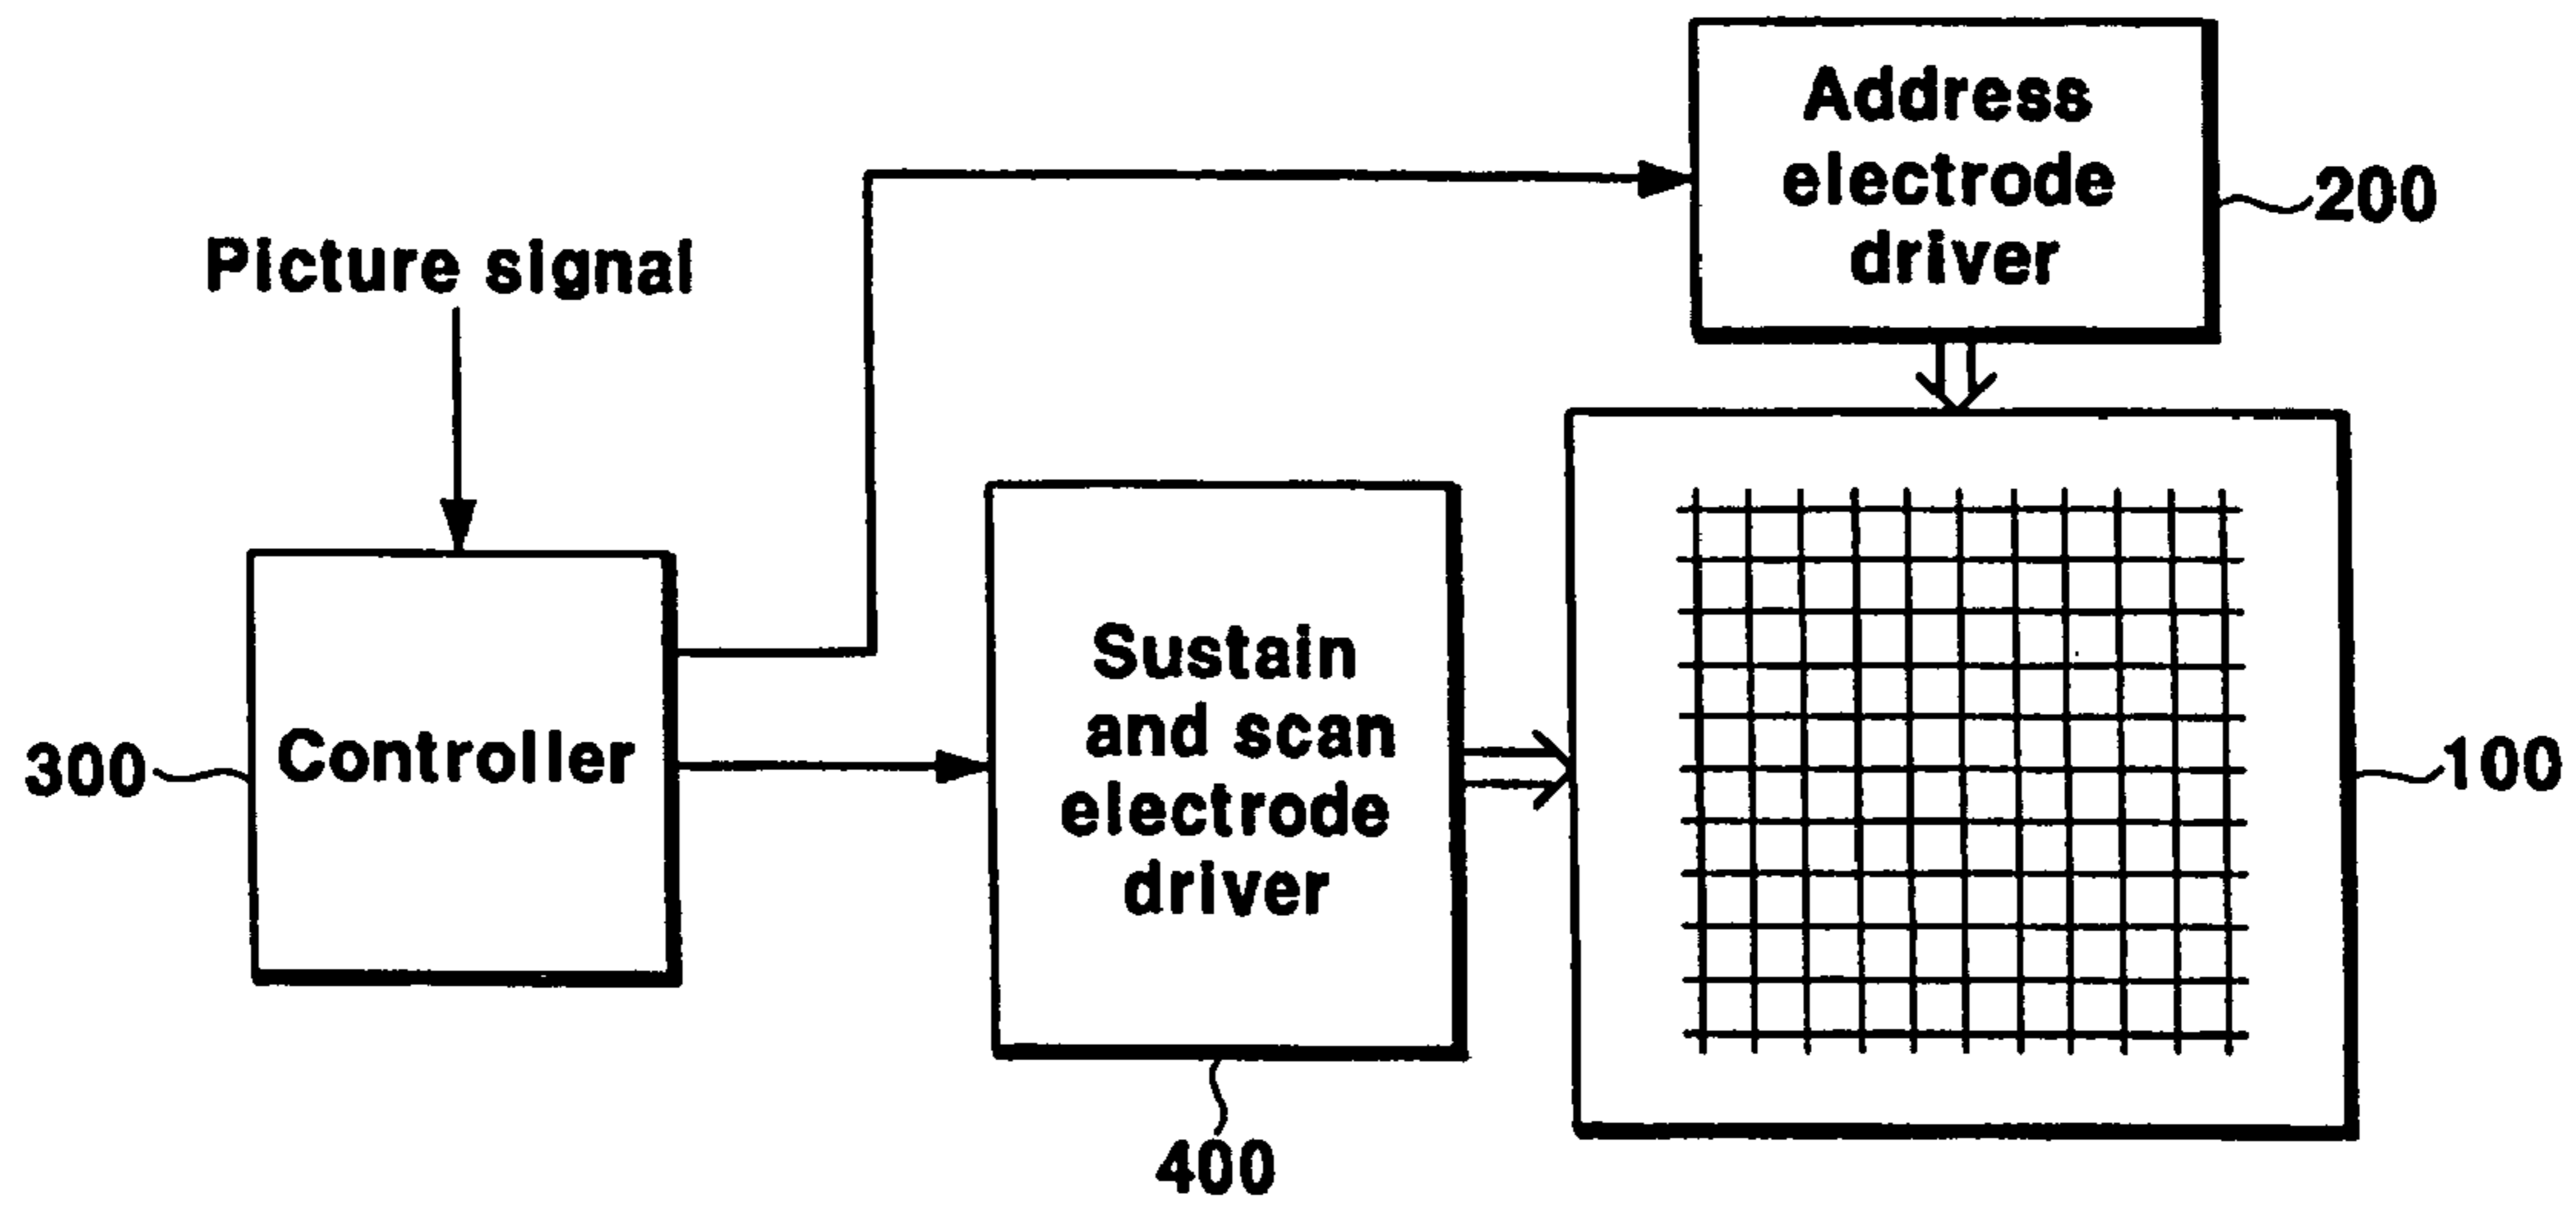 Address
electrode
driver
200
Picture signal
Controller
300
Sustain
and scan
electrode
driver
400
100